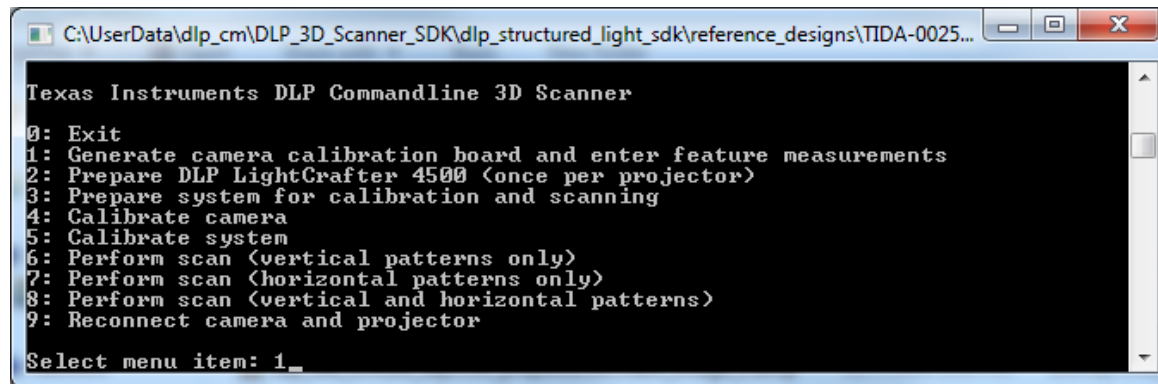 C:\UserData\dlp_cm\DLP_3D_Scanner_SDK\dlp_structured_light_sdk\reference_designs\TIDA-0025...
Texas Instruments DLP Commandline 3D Scanner
0: Exit
1: Generate camera calibration board and enter feature measurements
2: Prepare DLP LightCrafter 4500 (once per projector)
3: Prepare system for calibration and scanning
4: Calibrate camera
5: Calibrate system
6: Perform scan (vertical patterns only)
7: Perform scan (horizontal patterns only)
8: Perform scan (vertical and horizontal patterns)
9: Reconnect camera and projector
Select menu item: 1_